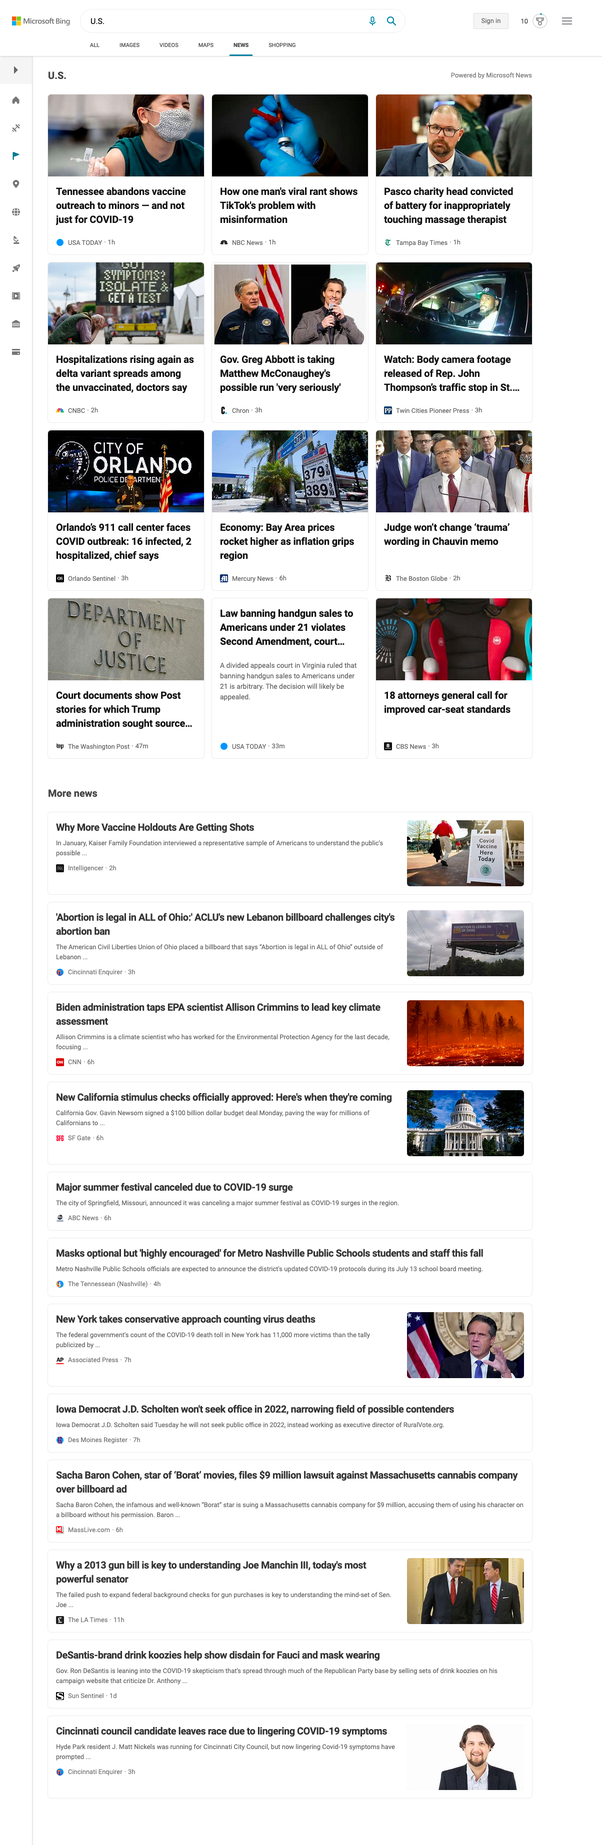 Microsoft Bing
U.S.
Sign in
10
ALL
IMAGES
VIDEOS
MAPS
NEWS
SHOPPING
U.S.
Powered by Microsoft News
Tennessee abandons vaccine
outreach to minors — and not
just for COVID-19
USA TODAY · 1h
How one man's viral rant shows
TikTok's problem with
misinformation
NBC News · 1h
Pasco charity head convicted
of battery for inappropriately
touching massage therapist
Tampa Bay Times · 1h
GOT
SYMPTOMS?
ISOLATE &
GET A TEST
Hospitalizations rising again as
delta variant spreads among
the unvaccinated, doctors say
CNBC · 2h
Gov. Greg Abbott is taking
Matthew McConaughey's
possible run 'very seriously'
Chron · 3h
Watch: Body camera footage
released of Rep. John
Thompson's traffic stop in St....
Twin Cities Pioneer Press · 3h
CITY OF
ORLANDO
POLICE DEPARTMENT
Orlando's 911 call center faces
COVID outbreak: 16 infected, 2
hospitalized, chief says
Orlando Sentinel · 3h
379
389
Economy: Bay Area prices
rocket higher as inflation grips
region
Mercury News · 6h
Judge won't change 'trauma'
wording in Chauvin memo
The Boston Globe · 2h
DEPARTMENT
OF
JUSTICE
Court documents show Post
stories for which Trump
administration sought source...
The Washington Post · 47m
Law banning handgun sales to
Americans under 21 violates
Second Amendment, court...
A divided appeals court in Virginia ruled that
banning handgun sales to Americans under
21 is arbitrary. The decision will likely be
appealed.
USA TODAY · 33m
18 attorneys general call for
improved car-seat standards
CBS News · 3h
More news
Why More Vaccine Holdouts Are Getting Shots
In January, Kaiser Family Foundation interviewed a representative sample of Americans to understand the public's
possible ...
Intelligencer · 2h
Covid
Vaccine
Here
Today
'Abortion is legal in ALL of Ohio:' ACLU's new Lebanon billboard challenges city's
abortion ban
The American Civil Liberties Union of Ohio placed a billboard that says "Abortion is legal in ALL of Ohio" outside of
Lebanon ...
Cincinnati Enquirer · 3h
Biden administration taps EPA scientist Allison Crimmins to lead key climate
assessment
Allison Crimmins is a climate scientist who has worked for the Environmental Protection Agency for the last decade,
focusing ...
CNN · 6h
New California stimulus checks officially approved: Here's when they're coming
California Gov. Gavin Newsom signed a $100 billion dollar budget deal Monday, paving the way for millions of
Californians to ...
SF Gate · 6h
Major summer festival canceled due to COVID-19 surge
The city of Springfield, Missouri, announced it was canceling a major summer festival as COVID-19 surges in the region.
ABC News · 6h
Masks optional but 'highly encouraged' for Metro Nashville Public Schools students and staff this fall
Metro Nashville Public Schools officials are expected to announce the district's updated COVID-19 protocols during its July 13 school board meeting.
The Tennessean (Nashville) · 4h
New York takes conservative approach counting virus deaths
The federal government's count of the COVID-19 death toll in New York has 11,000 more victims than the tally
publicized by ...
AP Associated Press · 7h
Iowa Democrat J.D. Scholten won't seek office in 2022, narrowing field of possible contenders
Iowa Democrat J.D. Scholten said Tuesday he will not seek public office in 2022, instead working as executive director of RuralVote.org.
Des Moines Register · 7h
Sacha Baron Cohen, star of 'Borat' movies, files $9 million lawsuit against Massachusetts cannabis company
over billboard ad
Sacha Baron Cohen, the infamous and well-known "Borat" star is suing a Massachusetts cannabis company for $9 million, accusing them of using his character on
a billboard without his permission. Baron ...
MassLive.com · 6h
Why a 2013 gun bill is key to understanding Joe Manchin III, today's most
powerful senator
The failed push to expand federal background checks for gun purchases is key to understanding the mind-set of Sen.
Joe ...
The LA Times · 11h
DeSantis-brand drink koozies help show disdain for Fauci and mask wearing
Gov. Ron DeSantis is leaning into the COVID-19 skepticism that's spread through much of the Republican Party base by selling sets of drink koozies on his
campaign website that criticize Dr. Anthony ...
Sun Sentinel · 1d
Cincinnati council candidate leaves race due to lingering COVID-19 symptoms
Hyde Park resident J. Matt Nickels was running for Cincinnati City Council, but now lingering Covid-19 symptoms have
prompted ...
Cincinnati Enquirer · 3h